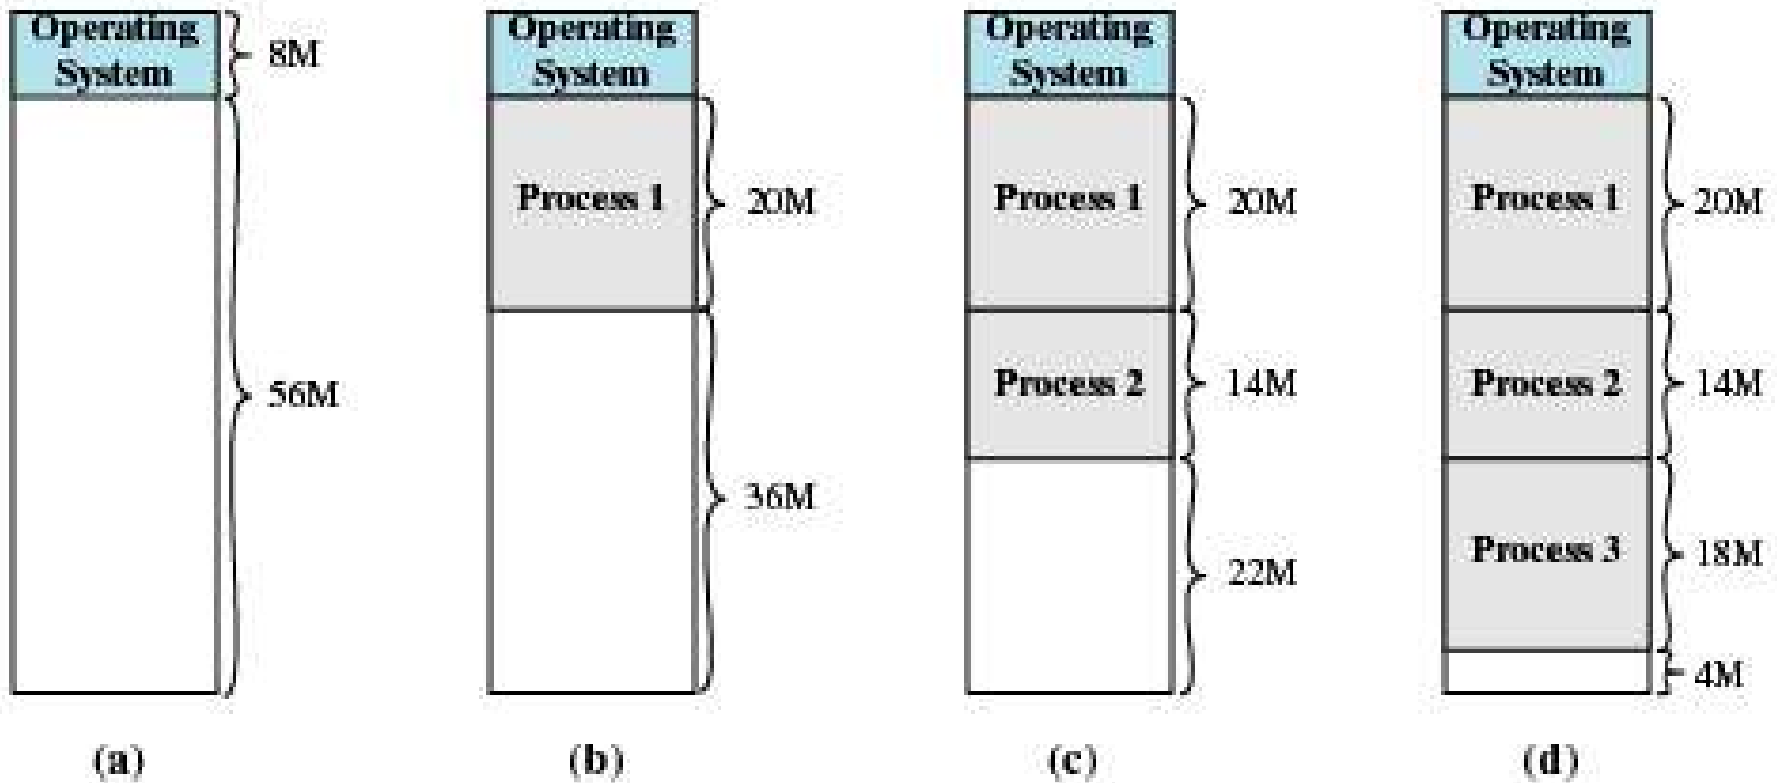 Operating
System
8M
56M
(a)
Operating
System
Process 1
20M
36M
(b)
Operating
System
Process 1
20M
Process 2
14M
22M
(c)
Operating
System
Process 1
20M
Process 2
14M
Process 3
18M
4M
(d)